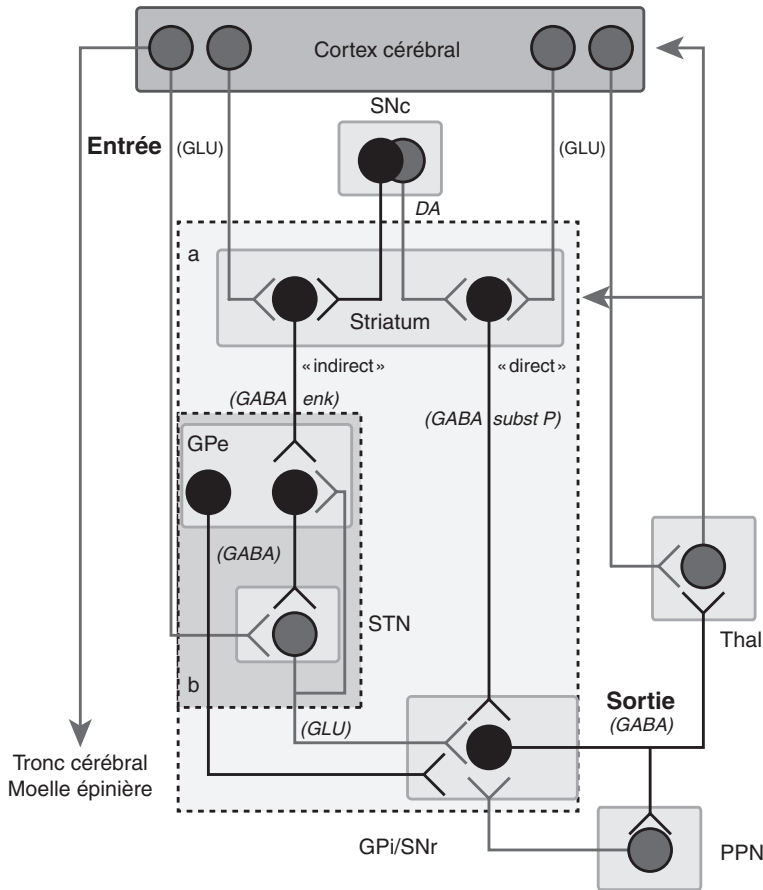 Cortex cérébral
SNc
Entrée (GLU)
(GLU)
DA
a
Striatum
«indirect»
«direct»
(GABA enk)
(GABA subst P)
GPe
(GABA)
STN
Thal
b
Sortie
(GABA)
(GLU)
Tronc cérébral
Moelle épinière
GPi/SNr
PPN